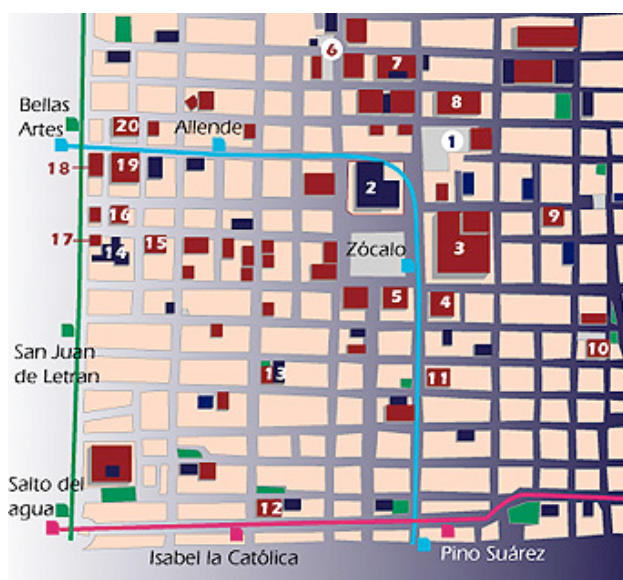 6
7
8
Bellas
Artes
20
Allende
1
18
19
2
16
9
17
14
15
Zócalo
3
5
4
San Juan
de Letran
10
13
11
Salto del
agua
12
Isabel la Católica
Pino Suárez